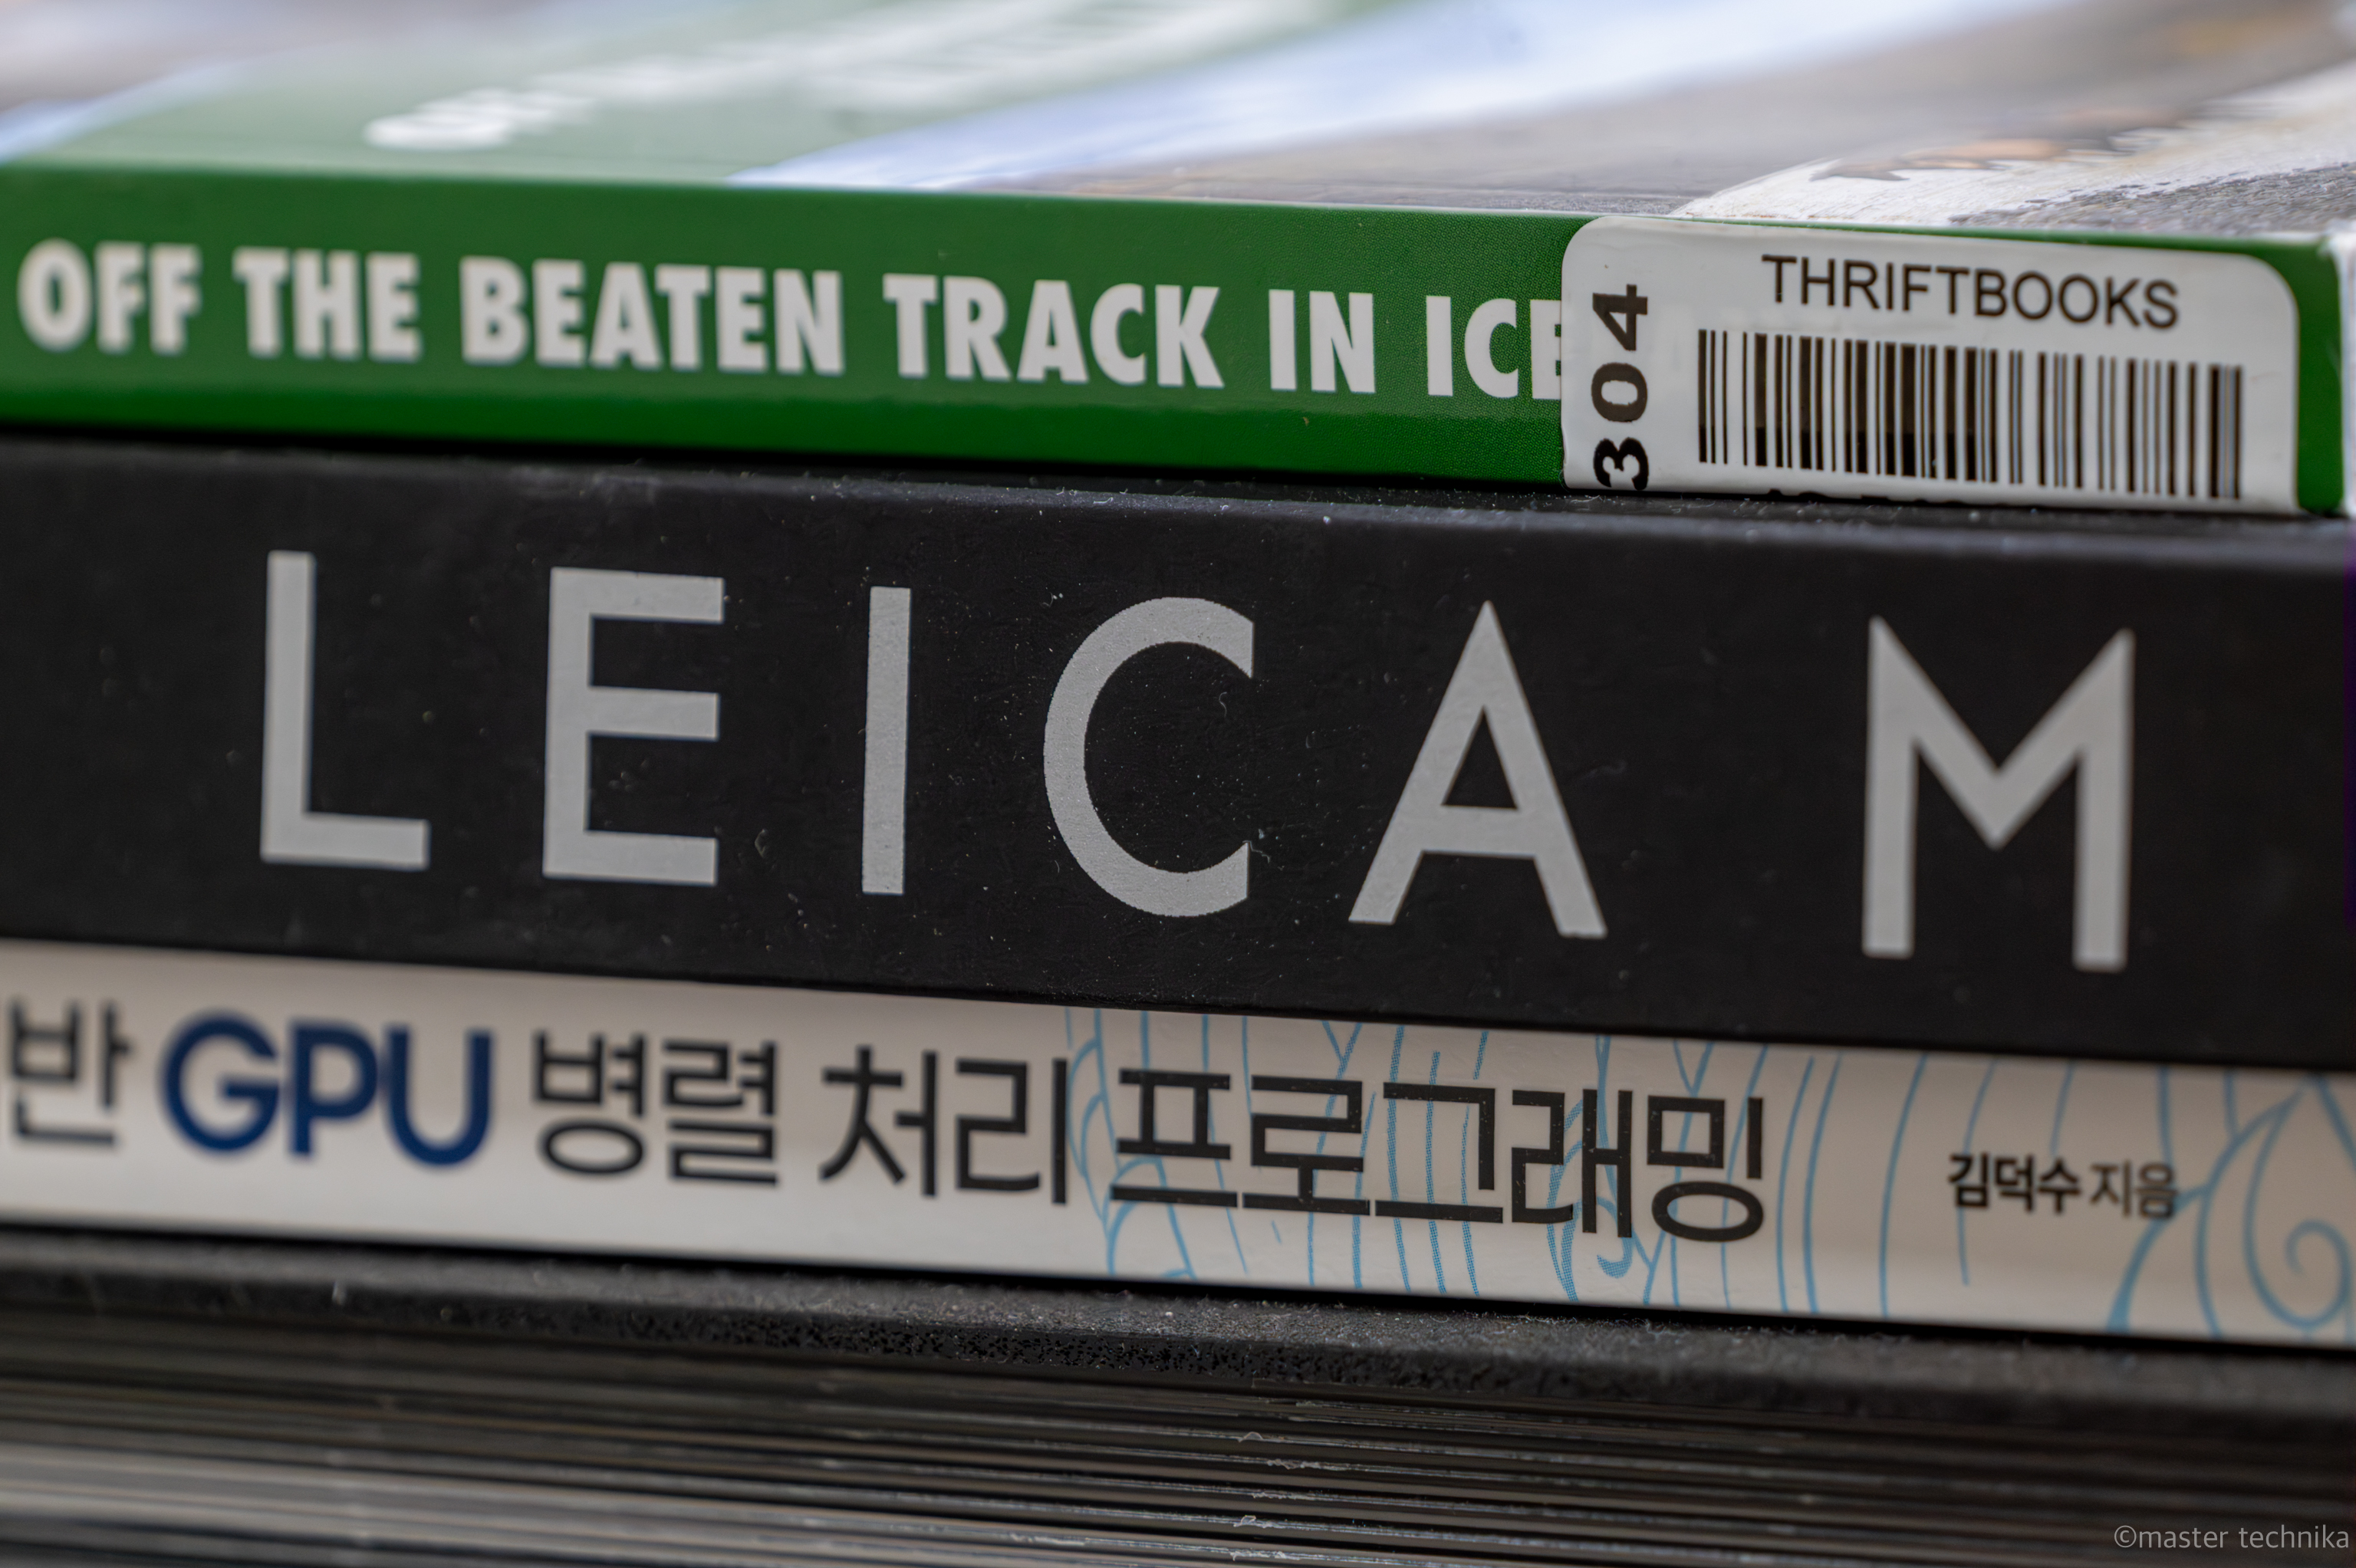 OFF THE BEATEN TRACK IN ICE
THRIFTBOOKS
304
LEICA M
반 GPU 병렬 처리 프로그래밍
김덕수 지음
©master technika